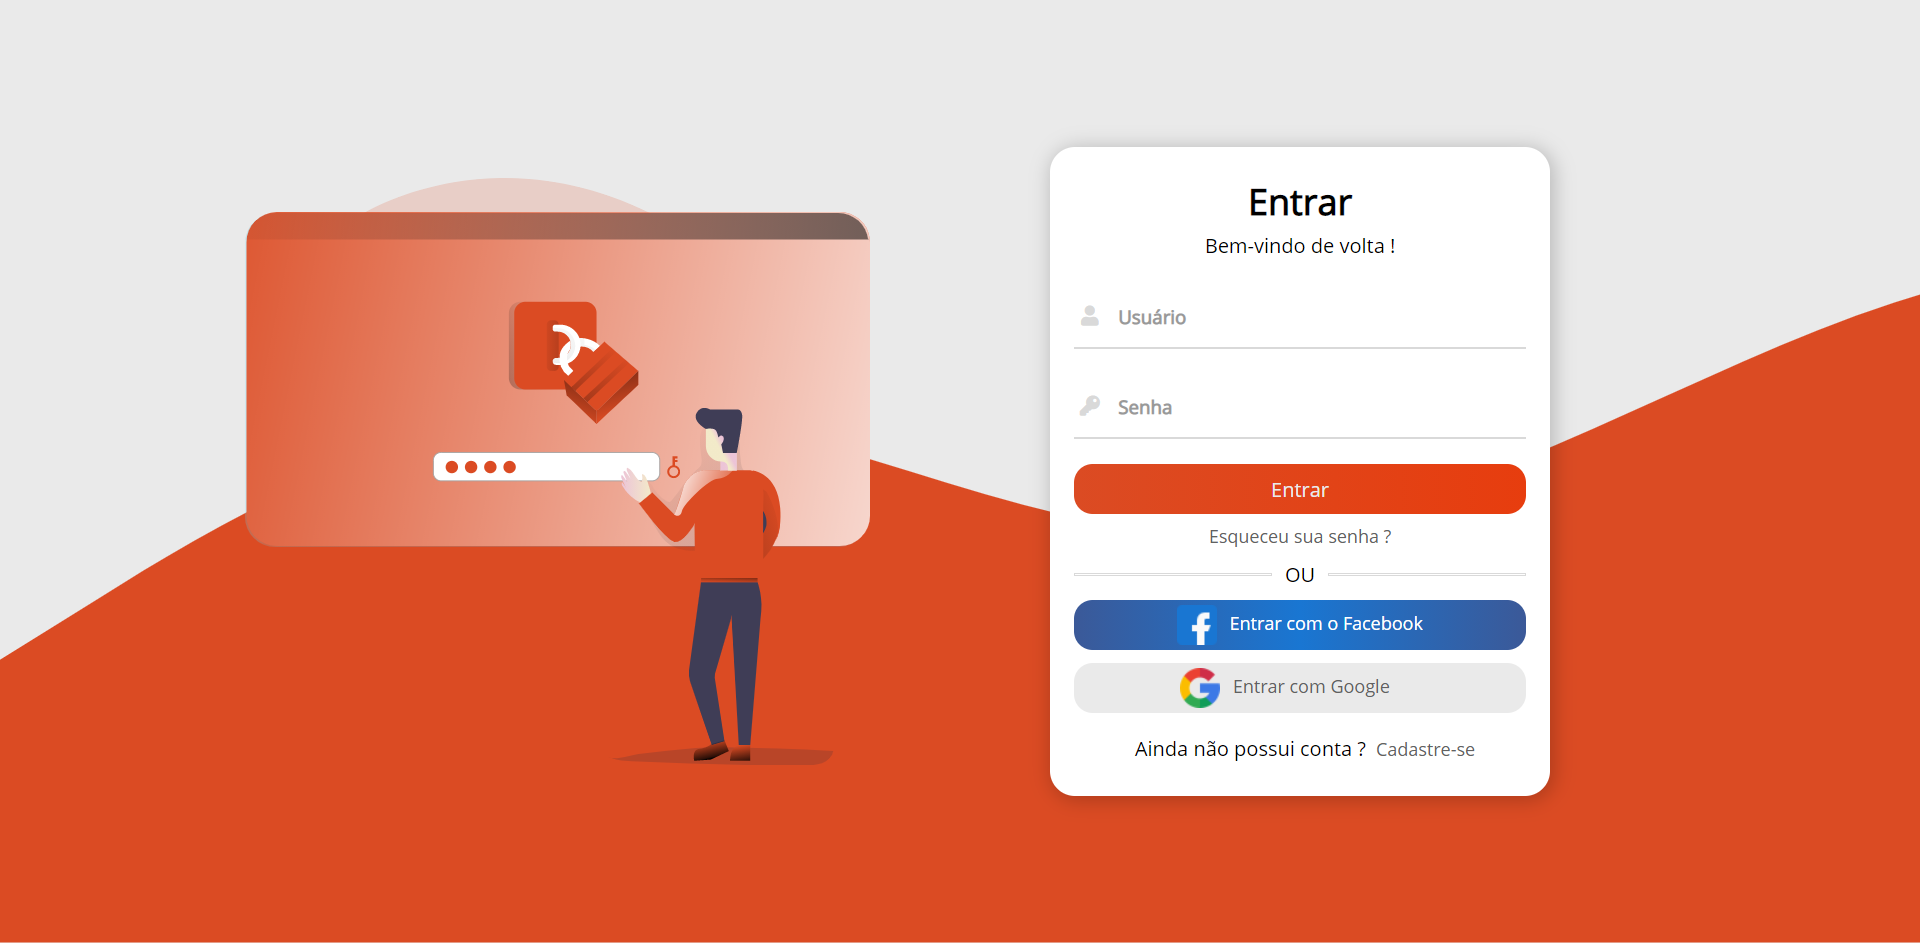 Entrar
Bem-vindo de volta !
Usuário
Senha
Entrar
Esqueceu sua senha ?
OU
Entrar com o Facebook
Entrar com Google
Ainda não possui conta ? Cadastre-se